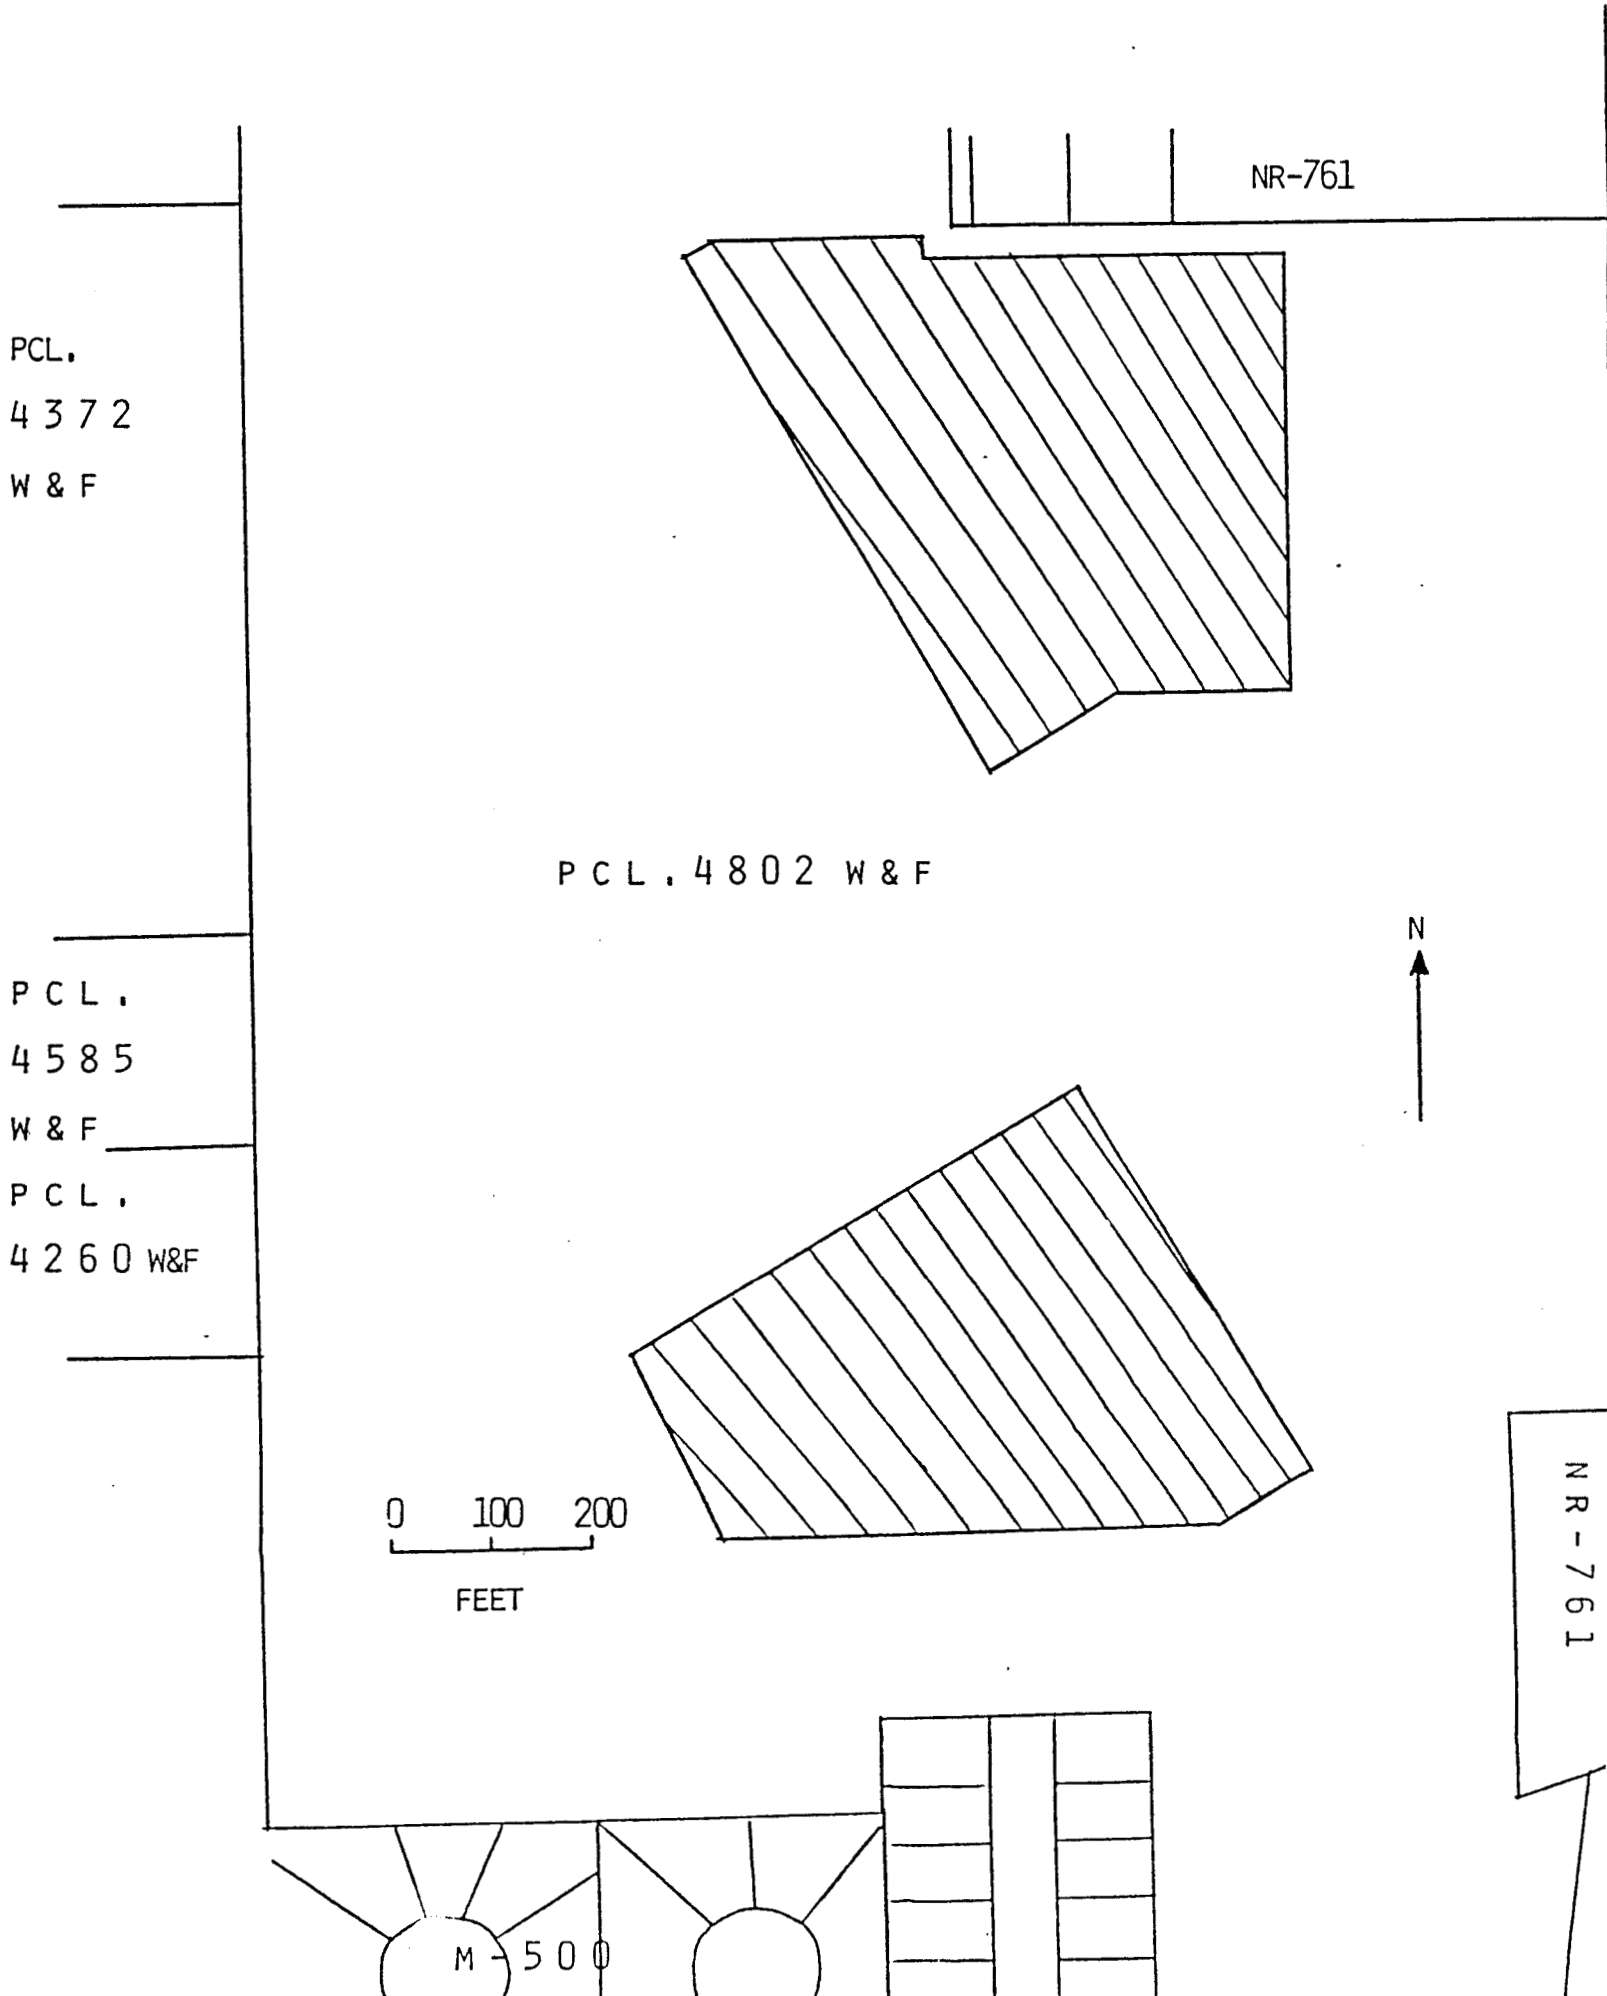 NR-761
PCL.
4372
W & F
PCL. 4802 W & F
N
PCL.
4585
W & F
PCL.
4260 W&F
0 100 200
FEET
NR-761
M-500